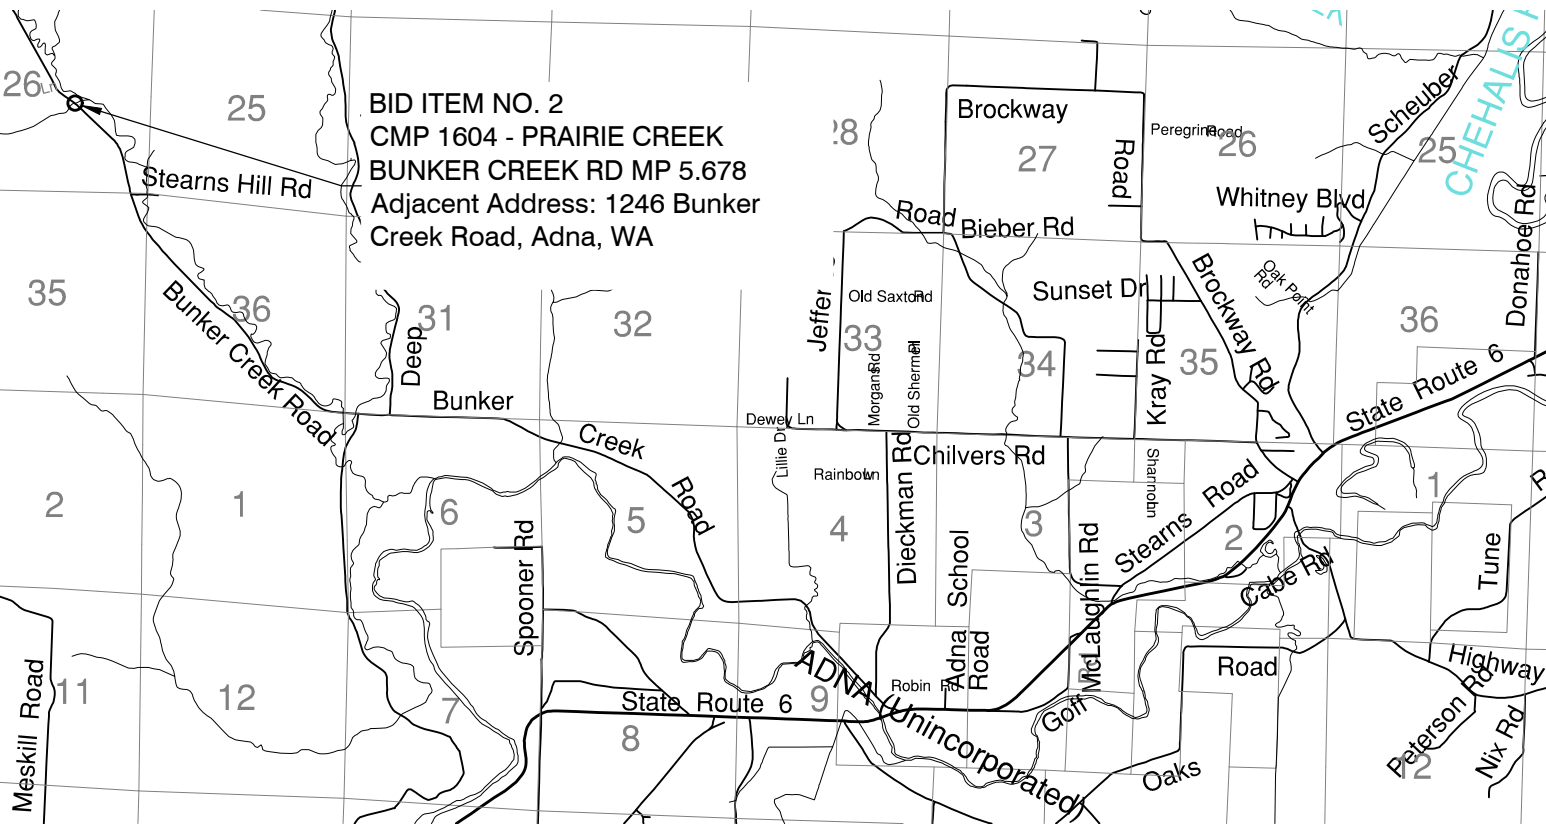 BID ITEM NO. 2
CMP 1604 - PRAIRIE CREEK
BUNKER CREEK RD MP 5.678
Adjacent Address: 1246 Bunker
Creek Road, Adna, WA
26
25
28
27
26
25
Brockway
Road
Peregrine Road
Scheuber
CHEHALIS
Stearns Hill Rd
Whitney Blvd
Road
Bieber Rd
Donahoe Rd
35
36
31
32
33
34
35
36
Bunker Creek Road
Deep
Jeffer
Old Saxton Rd
Morgans Rd
Old Shermell
Sunset Dr
Kray Rd
Brockway Rd
Oak Point
Rd
State Route 6
Bunker
Creek
Road
Dewey Ln
Lillie Dr
Rainbow Ln
Dieckman Rd
Chilvers Rd
Shannon Ln
Stearns Road
2
1
6
5
4
3
2
1
Spooner Rd
School
McLaughlin Rd
Cabe Rd
Tune
Meskill Road
11
12
7
8
9
12
State Route 6
ADNA (Unincorporated)
Robin Rd
Adna
Road
Goff
Rd
Road
Oaks
Highway
Peterson Rd
Nix Rd